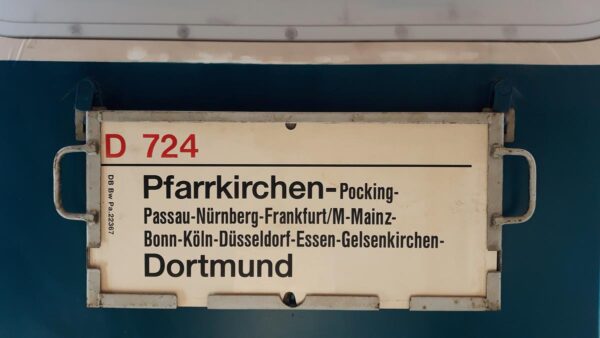 D 724
Pfarrkirchen-Pocking-
Passau-Nürnberg-Frankfurt/M-Mainz-
Bonn-Köln-Düsseldorf-Essen-Gelsenkirchen-
Dortmund
DB Bw Pa.22367